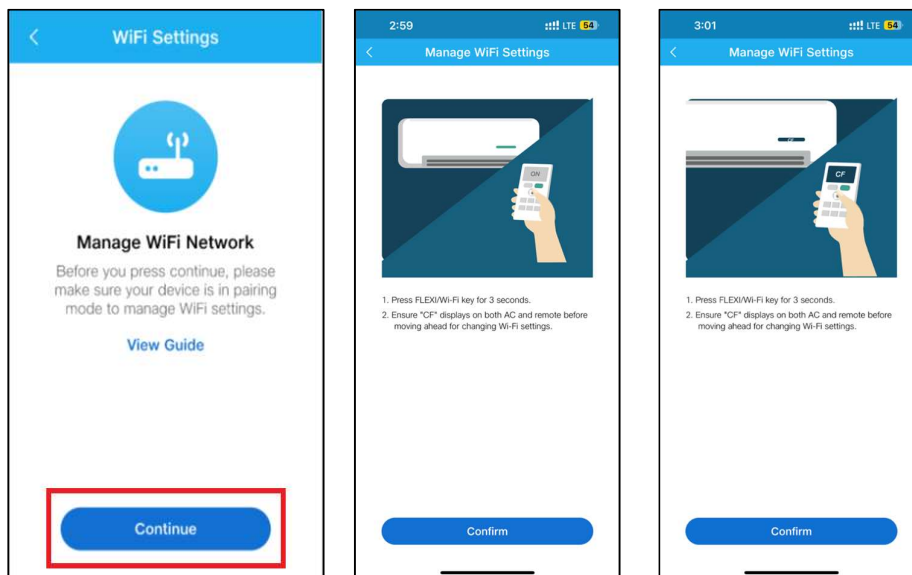 WiFi Settings
Manage WiFi Network
Before you press continue, please
make sure your device is in pairing
mode to manage WiFi settings.
View Guide
Continue
2:59
LTE 54
Manage WiFi Settings
ON
1. Press FLEXI/Wi-Fi key for 3 seconds.
2. Ensure "CF" displays on both AC and remote before
moving ahead for changing Wi-Fi settings.
Confirm
3:01
LTE 54
Manage WiFi Settings
CF
CF
1. Press FLEXI/Wi-Fi key for 3 seconds.
2. Ensure "CF" displays on both AC and remote before
moving ahead for changing Wi-Fi settings.
Confirm